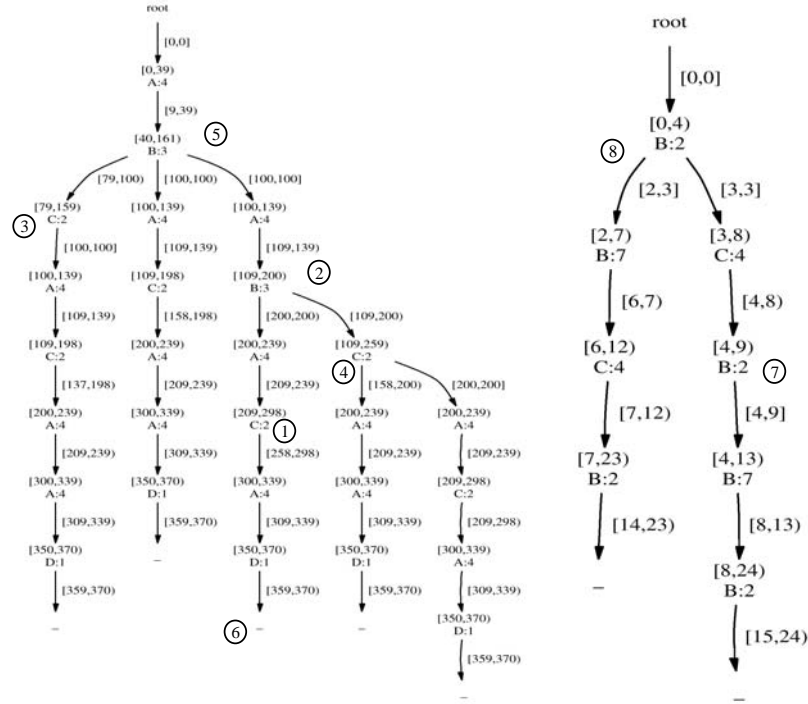 root
[0,0]
[0,39)
A:4
[9,39)
[40,161)
B:3
5
[79,100)
[100,100)
[100,100]
[79,159)
C:2
3
[100,139)
A:4
[100,139)
A:4
[100,100]
[109,139)
[109,139)
[100,139)
A:4
[109,198)
C:2
[109,200)
B:3
2
[109,139)
[158,198)
[200,200)
[109,200)
[109,198)
C:2
[200,239)
A:4
[200,239)
A:4
[109,259)
C:2
4
[137,198)
[209,239)
[209,239)
[158,200)
[200,200]
[200,239)
A:4
[300,339)
A:4
[209,298)
C:2
1
[200,239)
A:4
[200,239)
A:4
[209,239)
[309,339)
[258,298)
[209,239)
[209,239)
[300,339)
A:4
[350,370)
D:1
[300,339)
A:4
[300,339)
A:4
[209,298)
C:2
[309,339)
[359,370)
[309,339)
[309,339)
[209,298)
[350,370)
D:1
–
[350,370)
D:1
[350,370)
D:1
[300,339)
A:4
[359,370)
[359,370)
[359,370)
[309,339)
–
6
–
–
[350,370)
D:1
[359,370)
–
root
[0,0]
[0,4)
B:2
8
[2,3]
[3,3]
[2,7)
B:7
[3,8)
C:4
[6,7)
[4,8)
[6,12)
C:4
[4,9)
B:2
7
[7,12)
[4,9]
[7,23)
B:2
[4,13)
B:7
[14,23)
[8,13)
–
[8,24)
B:2
[15,24)
–